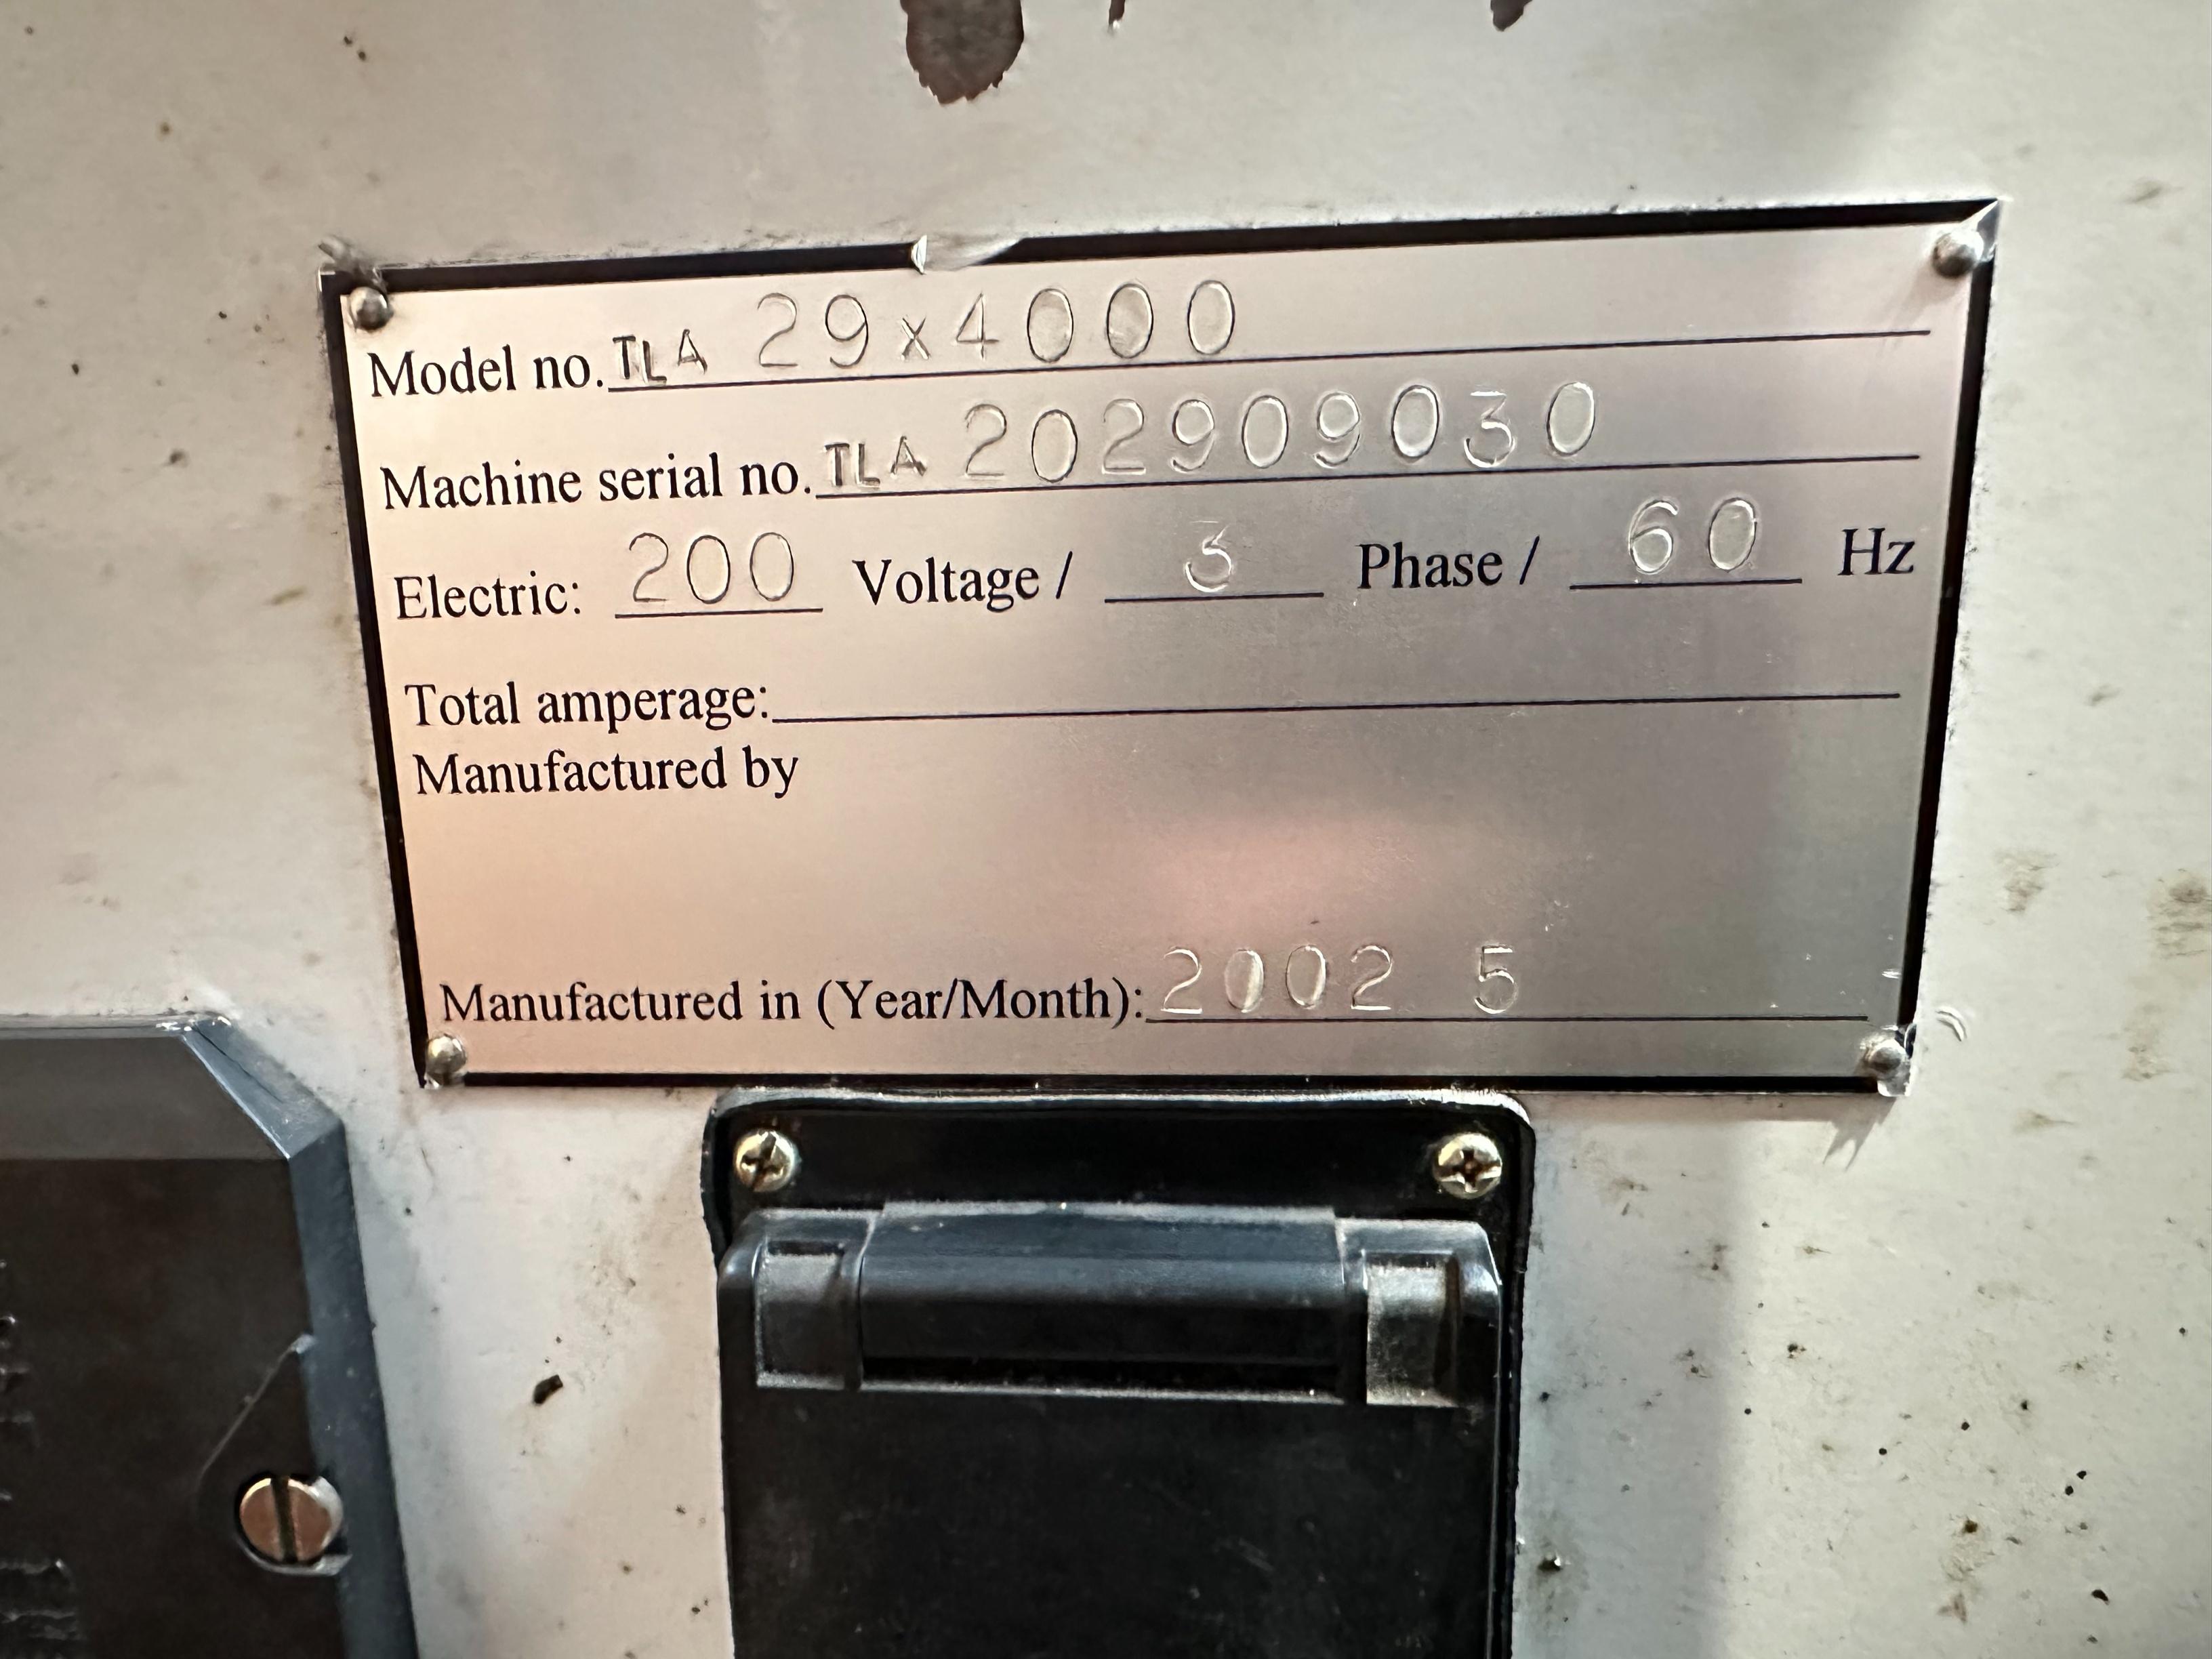 Model no. TLA 29x4000
Machine serial no. TLA 202909030
Electric: 200 Voltage / 3 Phase / 60 Hz
Total amperage:
Manufactured by
Manufactured in (Year/Month): 2002 5